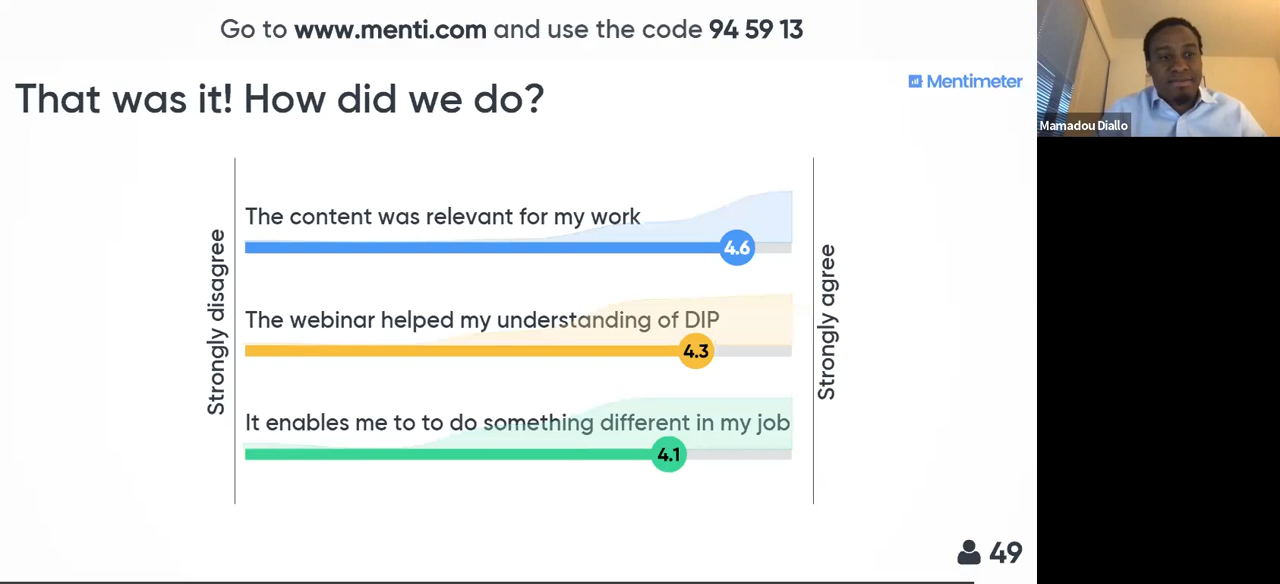 Go to www.menti.com and use the code 94 59 13
Mentimeter
That was it! How did we do?
Mamadou Diallo
Strongly disagree
The content was relevant for my work
4.6
The webinar helped my understanding of DIP
4.3
It enables me to to do something different in my job
4.1
Strongly agree
49